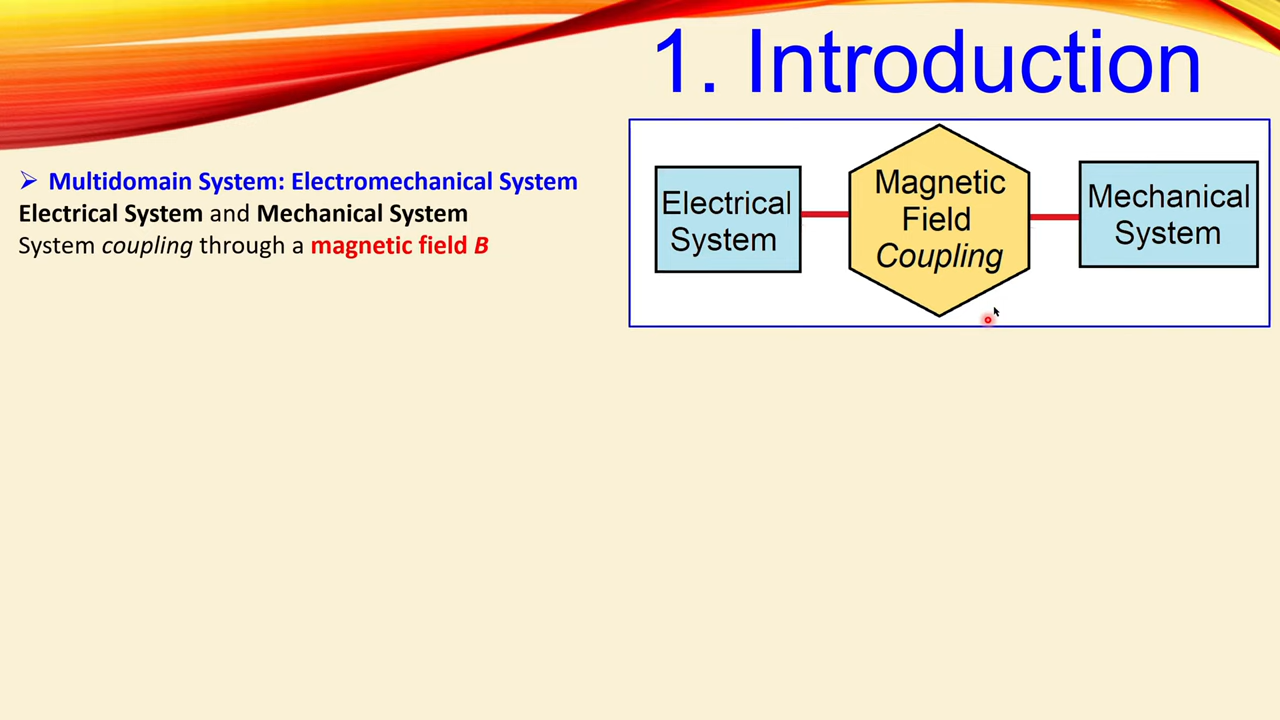 1. Introduction
Multidomain System: Electromechanical System
Electrical System and Mechanical System
System coupling through a magnetic field B
Electrical
System
Magnetic
Field
Coupling
Mechanical
System